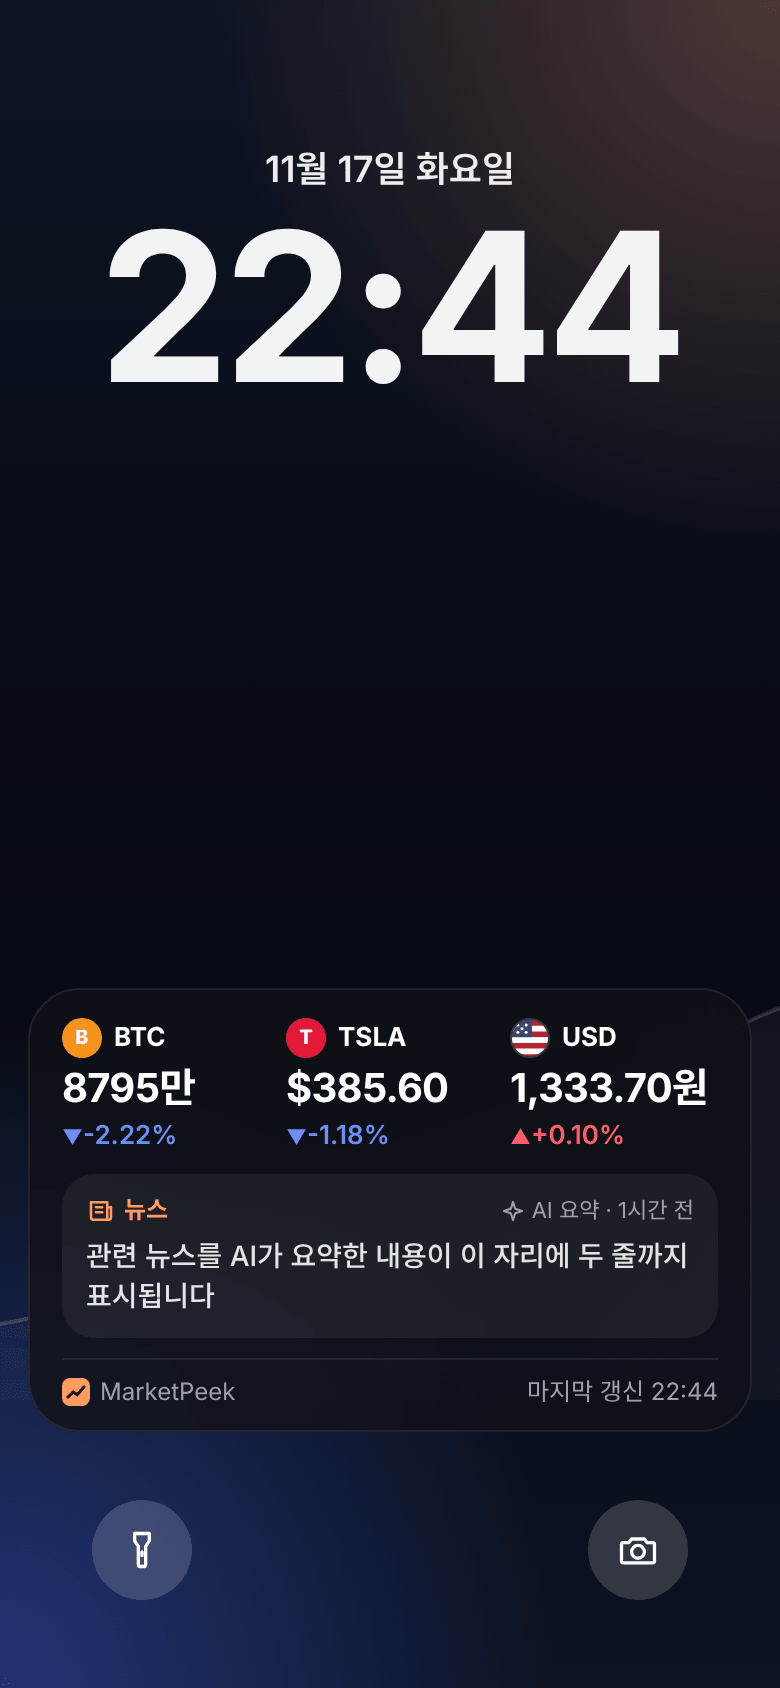 11월 17일 화요일
22:44
B BTC
8795만
▼-2.22%
T TSLA
$385.60
▼-1.18%
USD
1,333.70원
▲+0.10%
뉴스
AI 요약 · 1시간 전
관련 뉴스를 AI가 요약한 내용이 이 자리에 두 줄까지
표시됩니다
MarketPeek
마지막 갱신 22:44